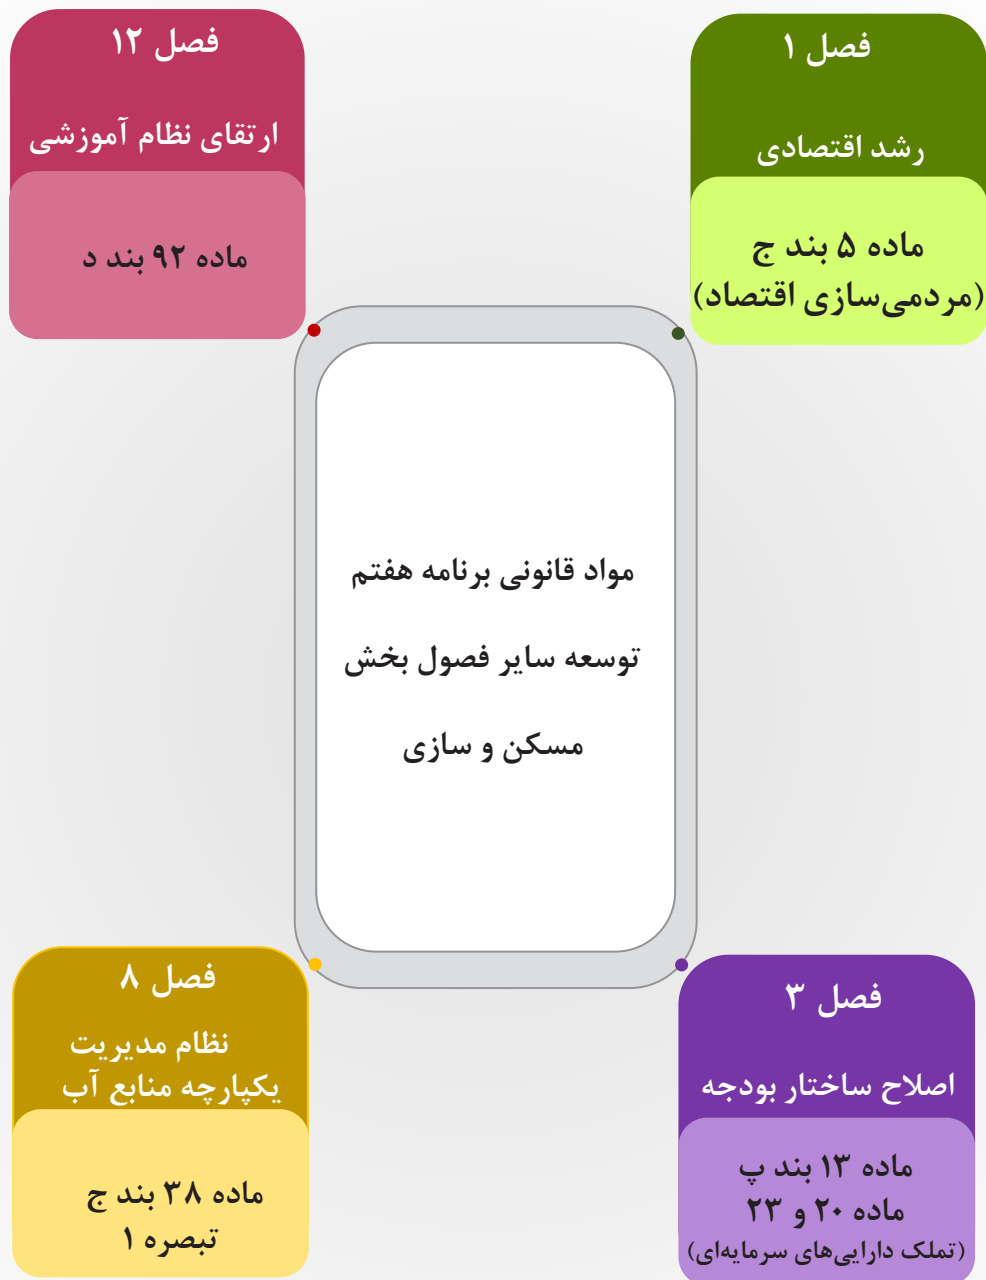 فصل ۱
رشد اقتصادی
ماده ۵ بند ج
(مردمی‌سازی اقتصاد)
فصل ۱۲
ارتقای نظام آموزشی
ماده ۹۲ بند د
مواد قانونی برنامه هفتم
توسعه سایر فصول بخش
مسکن و سازی
فصل ۳
اصلاح ساختار بودجه
ماده ۱۳ بند پ
ماده ۲۰ و ۲۳
(تملک دارایی‌های سرمایه‌ای)
فصل ۸
نظام مدیریت
یکپارچه منابع آب
ماده ۳۸ بند ج
تبصره ۱